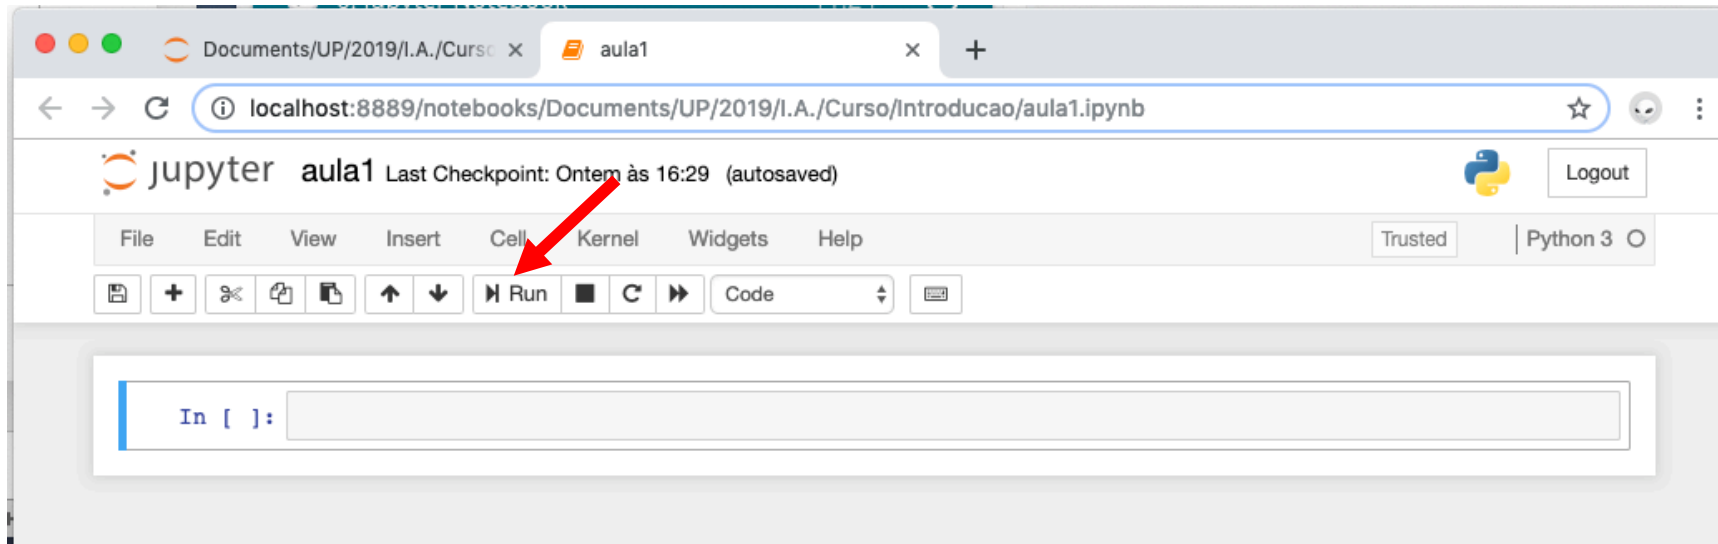 Documents/UP/2019/I.A./Curso
aula1
localhost:8889/notebooks/Documents/UP/2019/I.A./Curso/Introducao/aula1.ipynb
jupyter aula1 Last Checkpoint: Ontem às 16:29 (autosaved)
Logout
File Edit View Insert Cell Kernel Widgets Help
Trusted Python 3
Run Code
In [ ]: